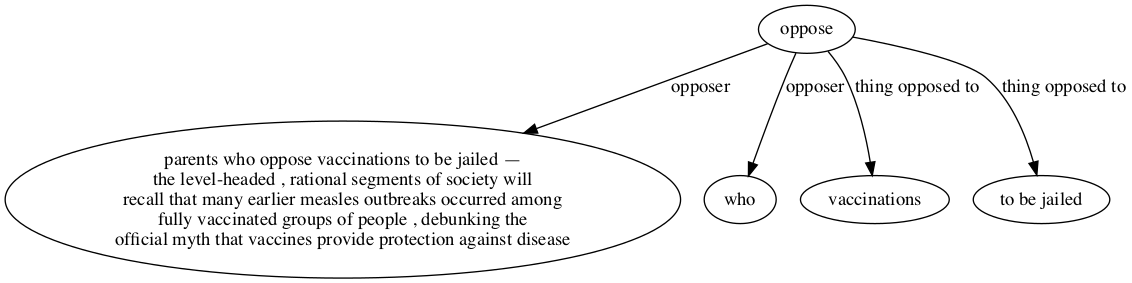 oppose
opposer
opposer
thing opposed to
thing opposed to
parents who oppose vaccinations to be jailed —
the level-headed , rational segments of society will
recall that many earlier measles outbreaks occurred among
fully vaccinated groups of people , debunking the
official myth that vaccines provide protection against disease
who
vaccinations
to be jailed